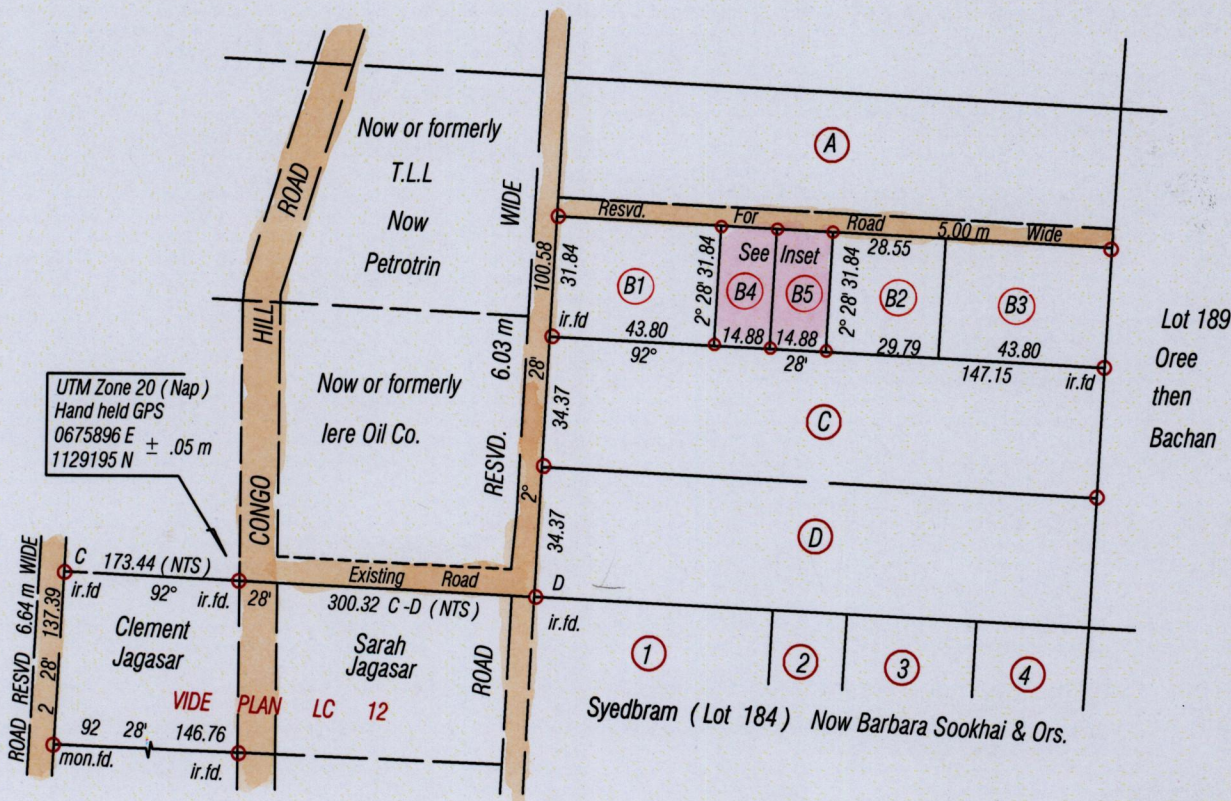 Now or formerly
T.L.L
Now
Petrotrin
ROAD
HILL
CONGO
WIDE
6.03 m
RESVD.
ROAD
A
Resvd. For Road 5.00 m Wide
100.58
31.84
28'
34.37
2°
34.37
B1
2° 28' 31.84
See Inset
B4
B5
2° 28' 31.84
28.55
B2
B3
ir.fd
43.80
14.88
14.88
29.79
43.80
92° 28' 147.15
ir.fd
Lot 189
Oree
then
Bachan
Now or formerly
Iere Oil Co.
C
D
UTM Zone 20 ( Nap )
Hand held GPS
0675896 E
1129195 N
± .05 m
ROAD RESVD 6.64 m WIDE
2 28' 137.39
C 173.44 (NTS)
ir.fd 92° ir.fd.
28'
Existing Road
300.32 C -D ( NTS )
D
ir.fd.
Clement
Jagasar
Sarah
Jagasar
VIDE PLAN LC 12
92 28' 146.76
mon.fd. ir.fd.
1
2
3
4
Syedbram ( Lot 184 ) Now Barbara Sookhai & Ors.